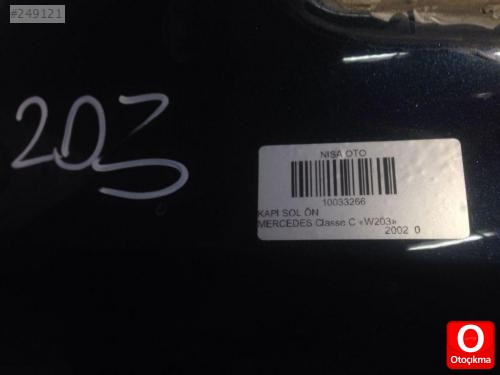 #249121
203
NISA OTO
10033266
KAPI SOL ÖN
MERCEDES Classe C «W203»
2002 0
O
Otoçıkma